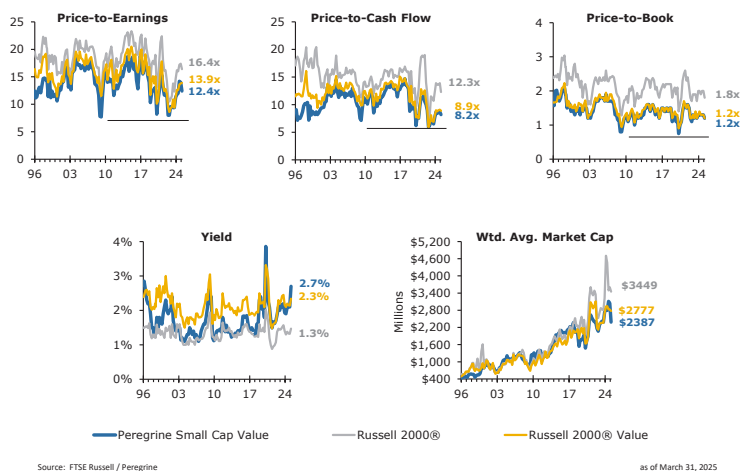 Price-to-Earnings
25
20
15
10
5
0
96 03 10 17 24
16.4x
13.9x
12.4x
Price-to-Cash Flow
25
20
15
10
5
0
96 03 10 17 24
12.3x
8.9x
8.2x
Price-to-Book
4
3
2
1
0
96 03 10 17 24
1.8x
1.2x
1.2x
Yield
4%
3%
2%
1%
0%
96 03 10 17 24
2.7%
2.3%
1.3%
Wtd. Avg. Market Cap
Millions
$5,200
$4,600
$4,000
$3,400
$2,800
$2,200
$1,600
$1,000
$400
96 03 10 17 24
$3449
$2777
$2387
Peregrine Small Cap Value Russell 2000® Russell 2000® Value
Source: FTSE Russell / Peregrine as of March 31, 2025